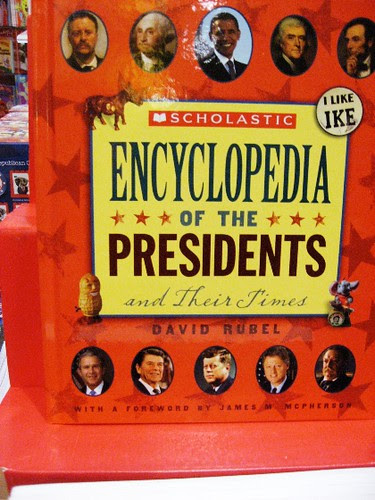 I LIKE
IKE
SCHOLASTIC
ENCYCLOPEDIA
OF THE
PRESIDENTS
and Their Times
DAVID RUBEL
WITH A FOREWORD BY JAMES M. MCPHERSON